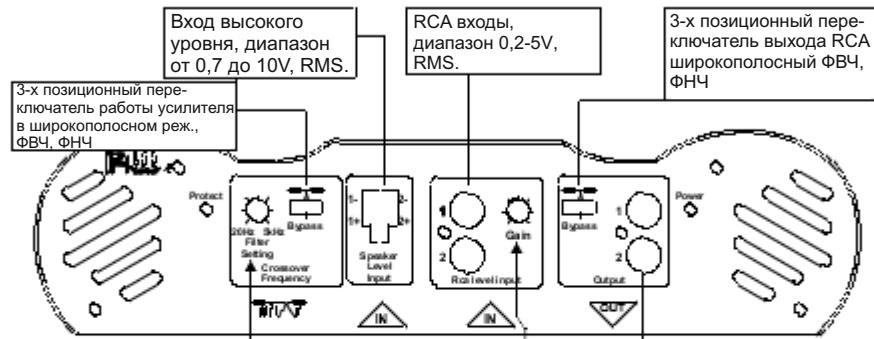 Вход высокого
уровня, диапазон
от 0,7 до 10V, RMS.
RCA входы,
диапазон 0,2-5V,
RMS.
3-х позиционный пере-
ключатель выхода RCA
широкополосный ФВЧ,
ФНЧ
3-х позиционный пере-
ключатель работы усилителя
в широкополосном реж.,
ФВЧ, ФНЧ
Protect
20Hz 5kHz
Filter
Setting
Bypass
Crossover
Frequency
1- 2-
1+ 2+
Speaker
Level
Input
1
2
Gain
Rca level input
Bypass
1
2
Output
Power
IN
IN
OUT